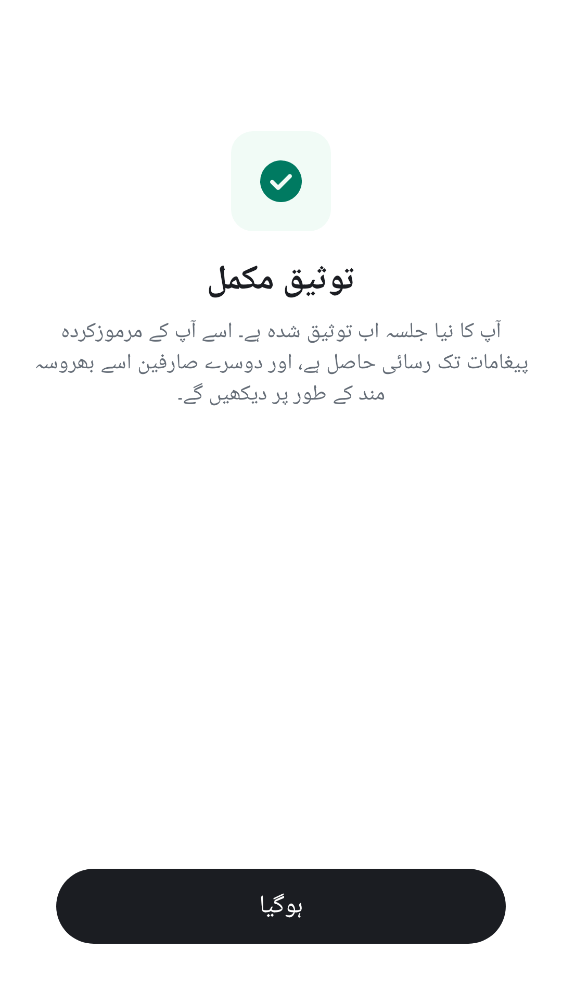 توثیق مکمل
آپ کا نیا جلسہ اب توثیق شدہ ہے۔ اسے آپ کے مرموزکردہ
پیغامات تک رسائی حاصل ہے، اور دوسرے صارفین اسے بھروسہ
مند کے طور پر دیکھیں گے۔
ہوگیا